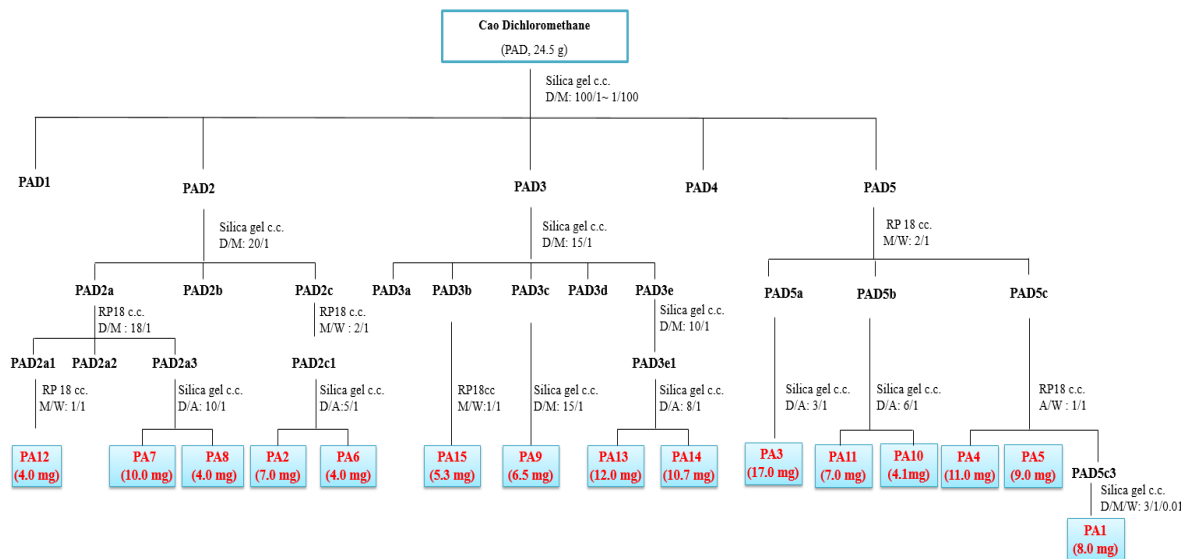 Cao Dichloromethane
(PAD, 24.5 g)
Silica gel c.c.
D/M: 100/1~ 1/100
PAD1
PAD2
PAD3
PAD4
PAD5
Silica gel c.c.
D/M: 20/1
Silica gel c.c.
D/M: 15/1
RP 18 cc.
M/W: 2/1
PAD2a
PAD2b
PAD2c
PAD3a
PAD3b
PAD3c
PAD3d
PAD3e
PAD5a
PAD5b
PAD5c
RP18 c.c.
D/M : 18/1
RP18 c.c.
M/W : 2/1
Silica gel c.c.
D/M: 10/1
PAD2a1
PAD2a2
PAD2a3
PAD2c1
PAD3e1
RP 18 cc.
M/W: 1/1
Silica gel c.c.
D/A: 10/1
Silica gel c.c.
D/A:5/1
RP18cc
M/W:1/1
Silica gel c.c.
D/M: 15/1
Silica gel c.c.
D/A: 8/1
Silica gel c.c.
D/A: 3/1
Silica gel c.c.
D/A: 6/1
RP18 c.c.
A/W : 1/1
PA12
(4.0 mg)
PA7
(10.0 mg)
PA8
(4.0 mg)
PA2
(7.0 mg)
PA6
(4.0 mg)
PA15
(5.3 mg)
PA9
(6.5 mg)
PA13
(12.0 mg)
PA14
(10.7 mg)
PA3
(17.0 mg)
PA11
(7.0 mg)
PA10
(4.1mg)
PA4
(11.0 mg)
PA5
(9.0 mg)
PAD5c3
Silica gel c.c.
D/M/W: 3/1/0.01
PA1
(8.0 mg)